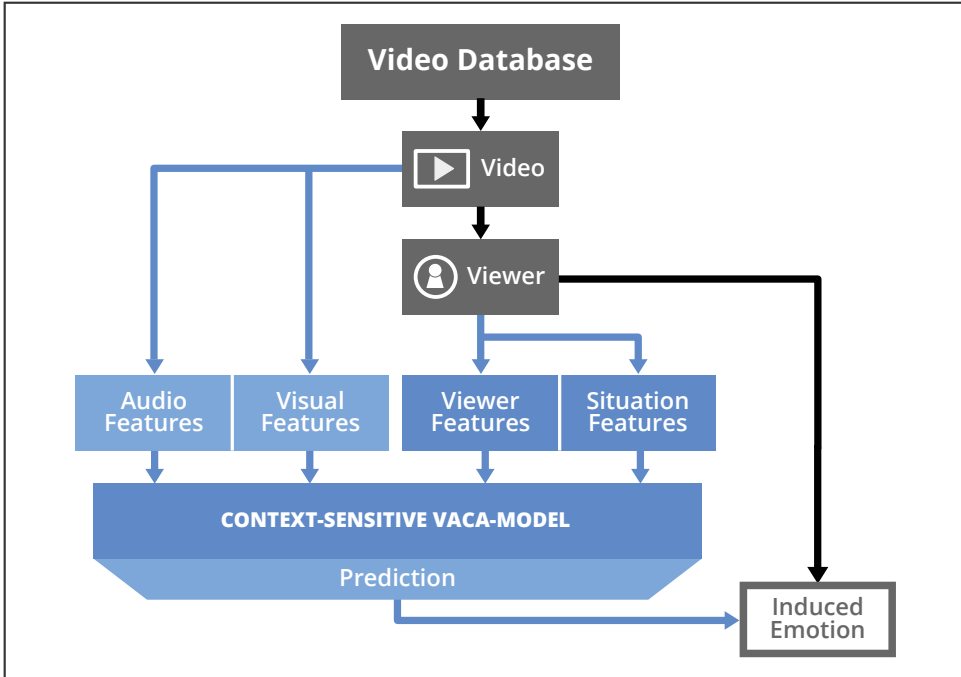 Video Database
Video
Viewer
Audio
Features
Visual
Features
Viewer
Features
Situation
Features
CONTEXT-SENSITIVE VACA-MODEL
Prediction
Induced
Emotion